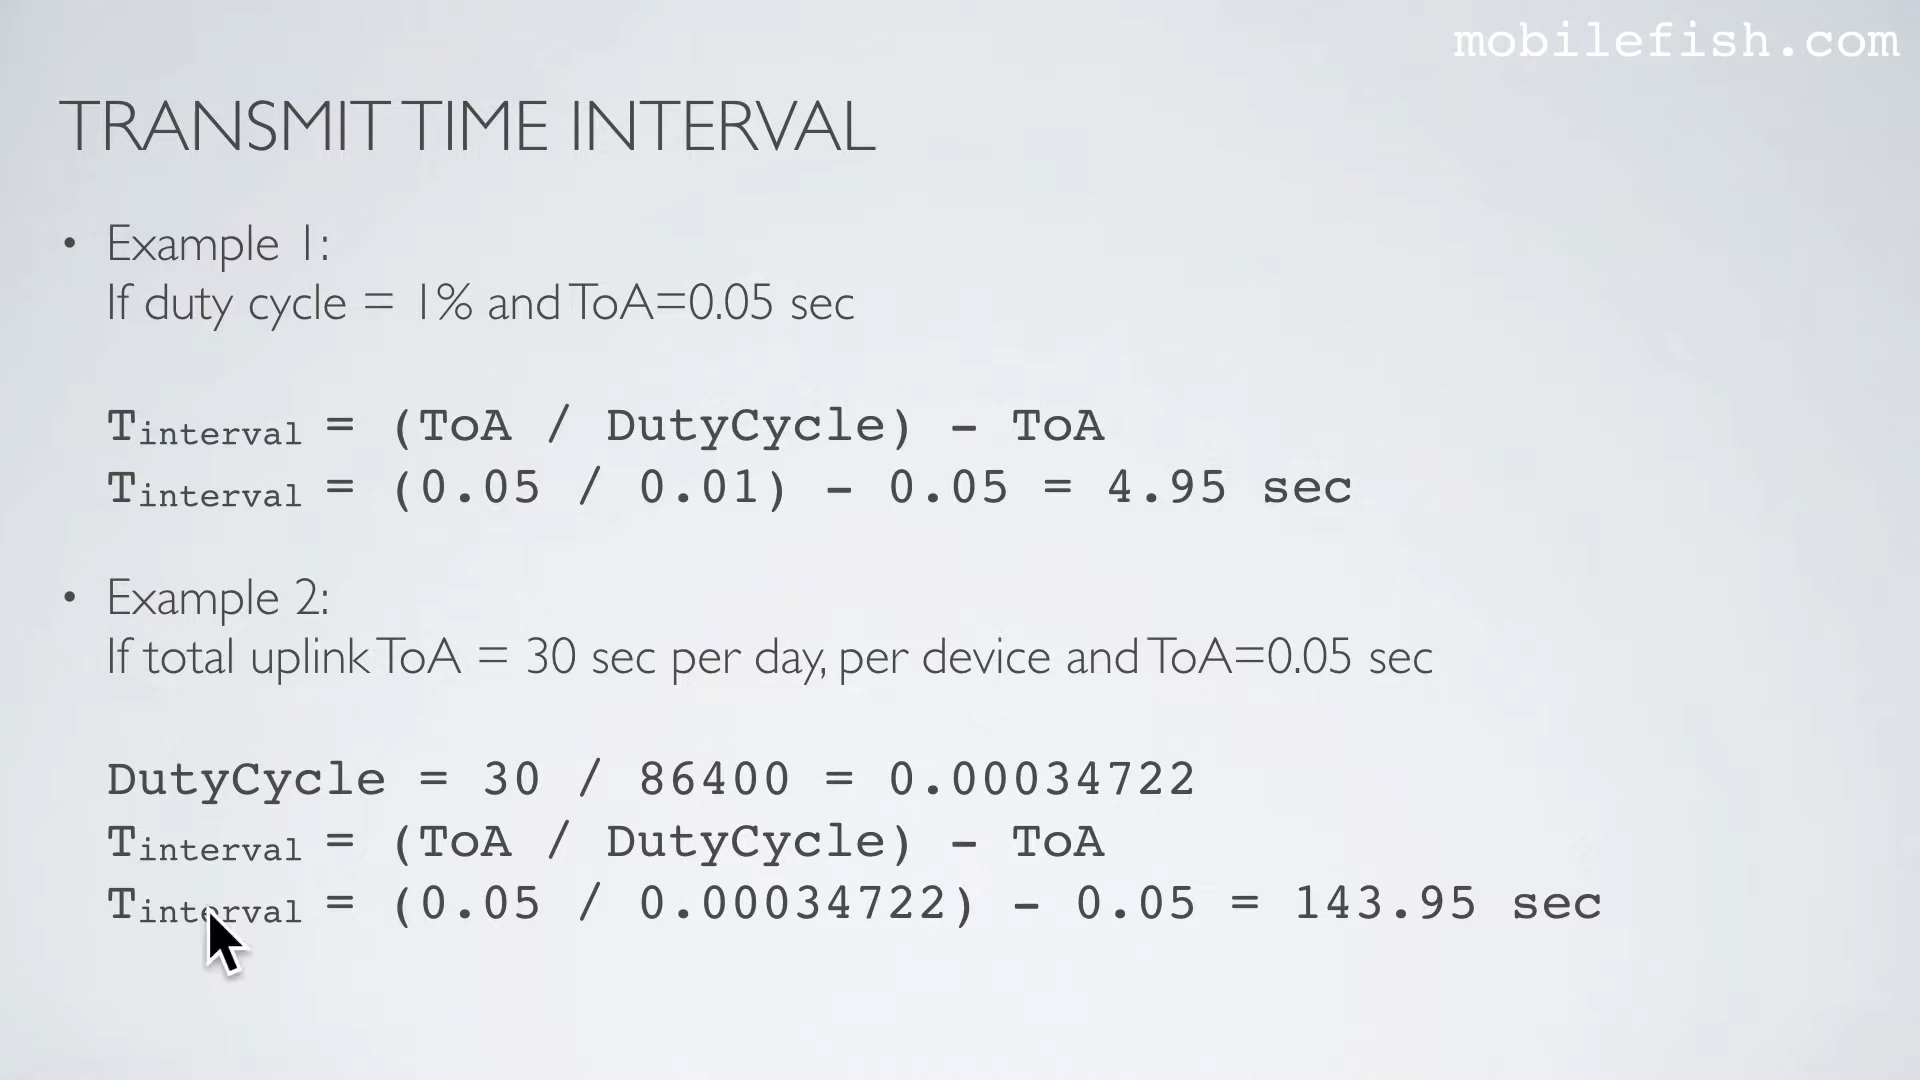 mobilefish.com
TRANSMIT TIME INTERVAL
• Example 1:
If duty cycle = 1% and ToA=0.05 sec
Tinterval = (ToA / DutyCycle) - ToA
Tinterval = (0.05 / 0.01) - 0.05 = 4.95 sec
• Example 2:
If total uplink ToA = 30 sec per day, per device and ToA=0.05 sec
DutyCycle = 30 / 86400 = 0.00034722
Tinterval = (ToA / DutyCycle) - ToA
Tinterval = (0.05 / 0.00034722) - 0.05 = 143.95 sec